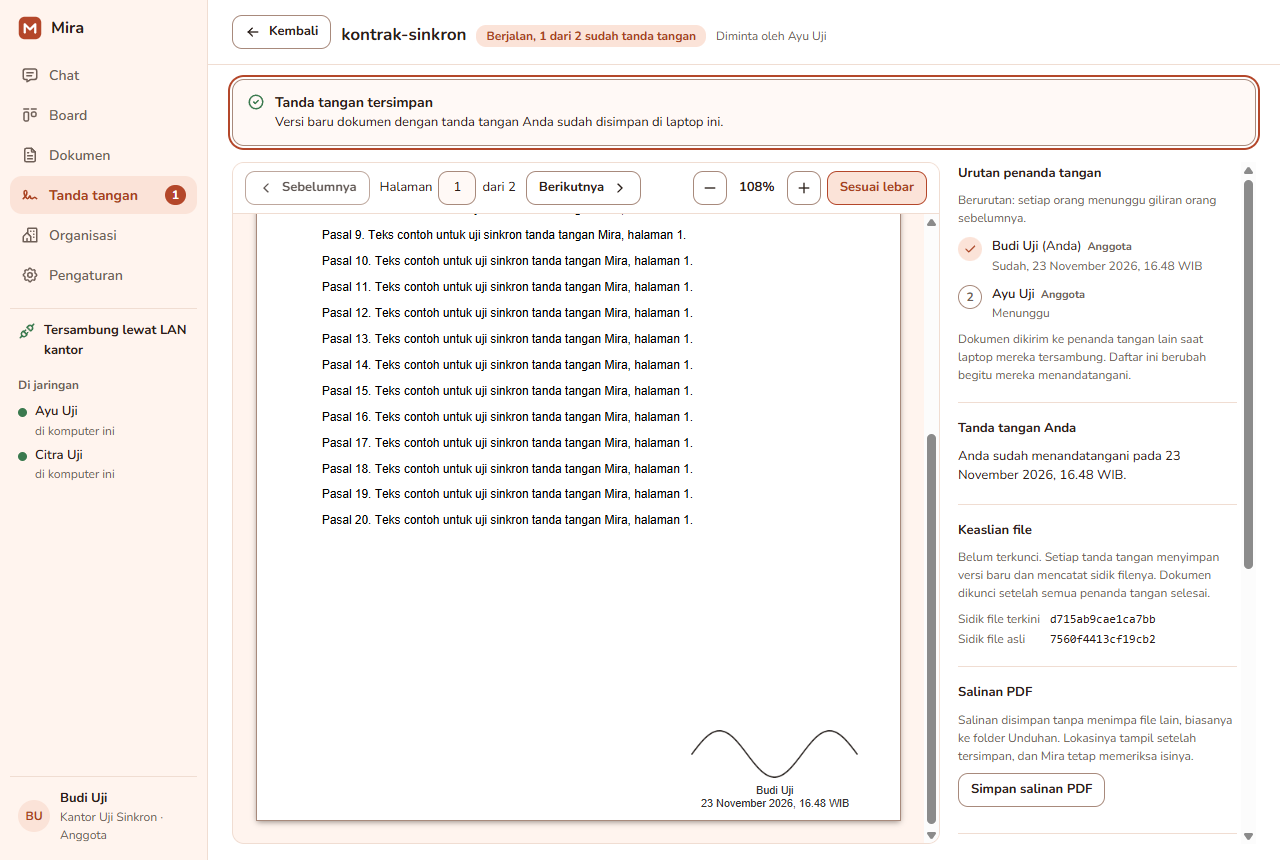 Mira
Chat
Board
Dokumen
Tanda tangan 1
Organisasi
Pengaturan
Tersambung lewat LAN
kantor
Di jaringan
Ayu Uji
di komputer ini
Citra Uji
di komputer ini
BU
Budi Uji
Kantor Uji Sinkron ·
Anggota
Kembali
kontrak-sinkron
Berjalan, 1 dari 2 sudah tanda tangan
Diminta oleh Ayu Uji
Tanda tangan tersimpan
Versi baru dokumen dengan tanda tangan Anda sudah disimpan di laptop ini.
Sebelumnya Halaman 1 dari 2 Berikutnya 108% Sesuai lebar
Pasal 9. Teks contoh untuk uji sinkron tanda tangan Mira, halaman 1.
Pasal 10. Teks contoh untuk uji sinkron tanda tangan Mira, halaman 1.
Pasal 11. Teks contoh untuk uji sinkron tanda tangan Mira, halaman 1.
Pasal 12. Teks contoh untuk uji sinkron tanda tangan Mira, halaman 1.
Pasal 13. Teks contoh untuk uji sinkron tanda tangan Mira, halaman 1.
Pasal 14. Teks contoh untuk uji sinkron tanda tangan Mira, halaman 1.
Pasal 15. Teks contoh untuk uji sinkron tanda tangan Mira, halaman 1.
Pasal 16. Teks contoh untuk uji sinkron tanda tangan Mira, halaman 1.
Pasal 17. Teks contoh untuk uji sinkron tanda tangan Mira, halaman 1.
Pasal 18. Teks contoh untuk uji sinkron tanda tangan Mira, halaman 1.
Pasal 19. Teks contoh untuk uji sinkron tanda tangan Mira, halaman 1.
Pasal 20. Teks contoh untuk uji sinkron tanda tangan Mira, halaman 1.
Budi Uji
23 November 2026, 16.48 WIB
Urutan penanda tangan
Berurutan: setiap orang menunggu giliran orang
sebelumnya.
Budi Uji (Anda) Anggota
Sudah, 23 November 2026, 16.48 WIB
2 Ayu Uji Anggota
Menunggu
Dokumen dikirim ke penanda tangan lain saat
laptop mereka tersambung. Daftar ini berubah
begitu mereka menandatangani.
Tanda tangan Anda
Anda sudah menandatangani pada 23
November 2026, 16.48 WIB.
Keaslian file
Belum terkunci. Setiap tanda tangan menyimpan
versi baru dan mencatat sidik filenya. Dokumen
dikunci setelah semua penanda tangan selesai.
Sidik file terkini d715ab9cae1ca7bb
Sidik file asli 7560f4413cf19cb2
Salinan PDF
Salinan disimpan tanpa menimpa file lain, biasanya
ke folder Unduhan. Lokasinya tampil setelah
tersimpan, dan Mira tetap memeriksa isinya.
Simpan salinan PDF